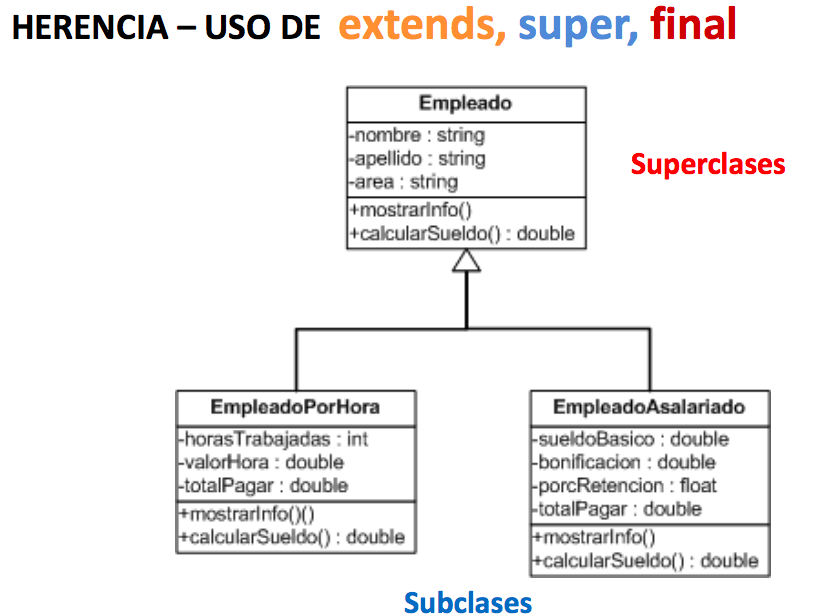 HERENCIA – USO DE extends, super, final
Empleado
-nombre : string
-apellido : string
-area : string
+mostrarInfo()
+calcularSueldo() : double
Superclases
EmpleadoPorHora
-horasTrabajadas : int
-valorHora : double
-totalPagar : double
+mostrarInfo()()
+calcularSueldo() : double
EmpleadoAsalariado
-sueldoBasico : double
-bonificacion : double
-porcRetencion : float
-totalPagar : double
+mostrarInfo()
+calcularSueldo() : double
Subclases